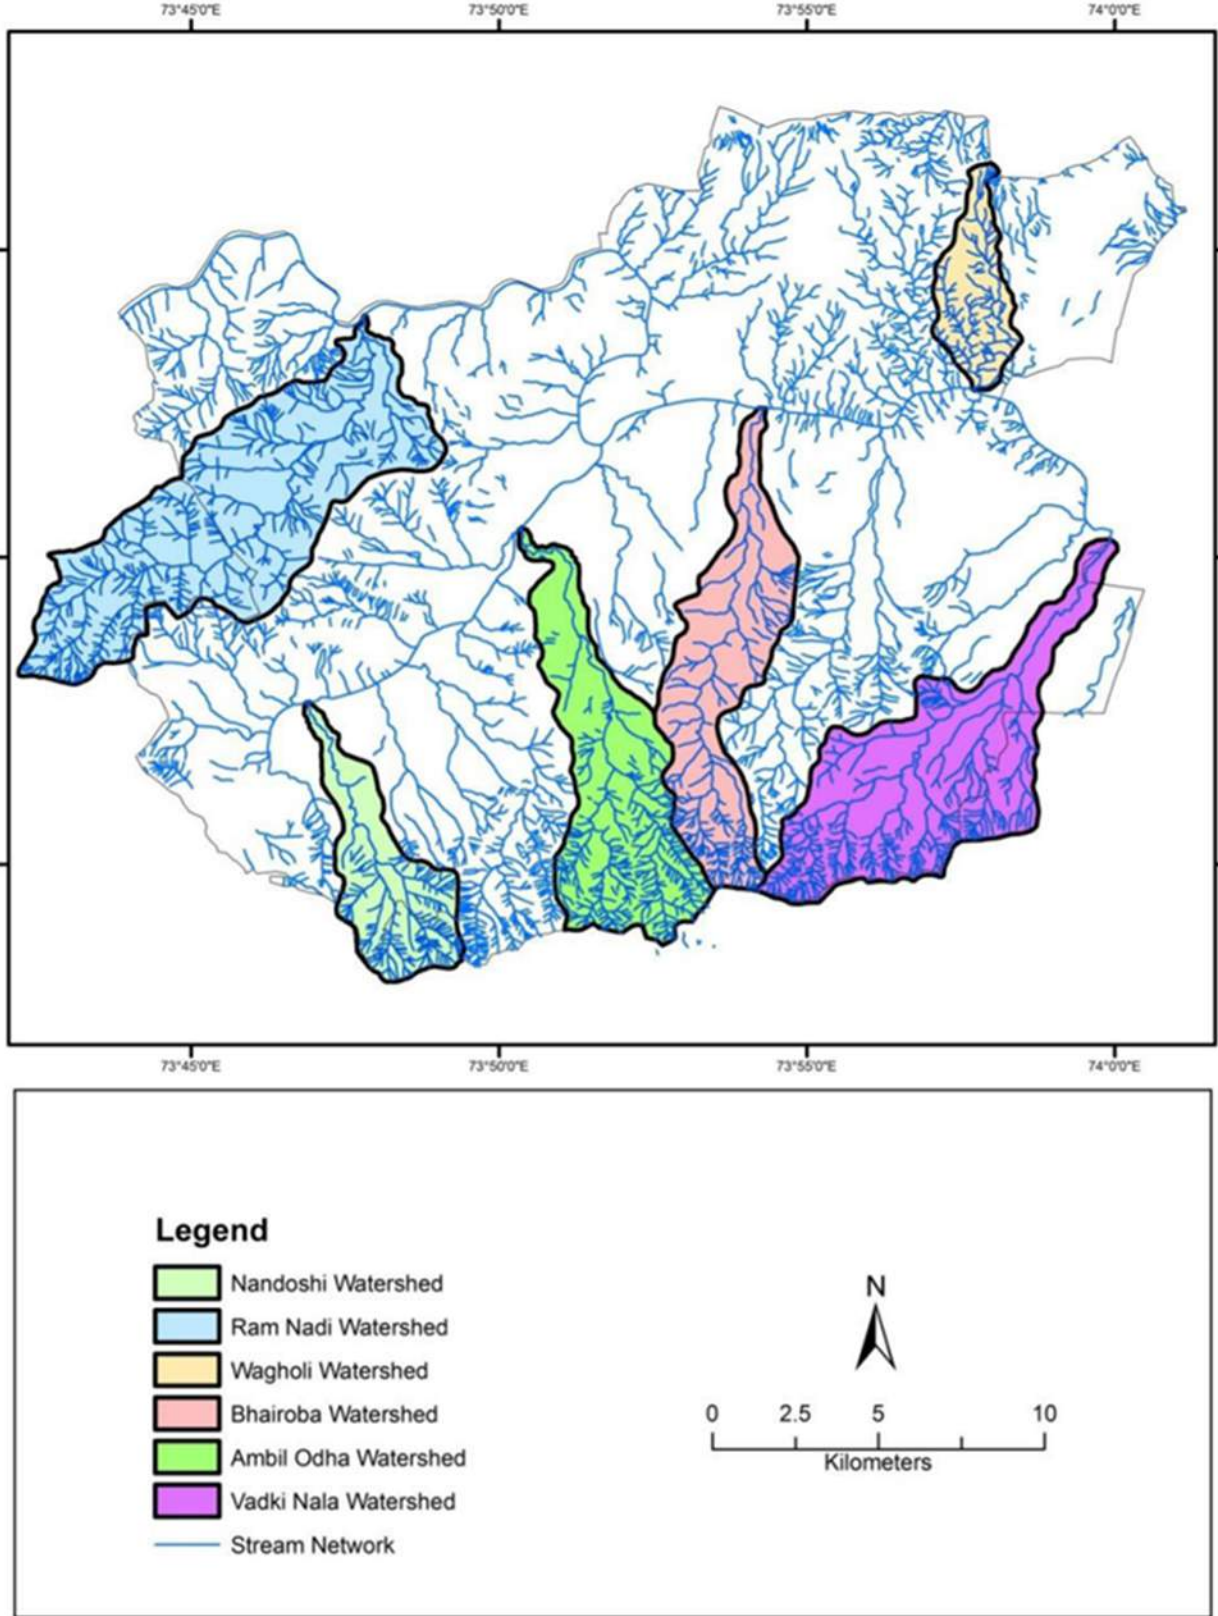 73°45'0"E 73°50'0"E 73°55'0"E 74°0'0"E
73°45'0"E 73°50'0"E 73°55'0"E 74°0'0"E
Legend
Nandoshi Watershed
Ram Nadi Watershed
Wagholi Watershed
Bhairoba Watershed
Ambil Odha Watershed
Vadki Nala Watershed
Stream Network
N
0 2.5 5 10
Kilometers